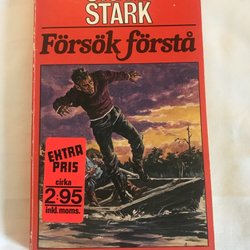 STARK
Försök förstå
EXTRA
PRIS
cirka
2·95
inkl. moms.